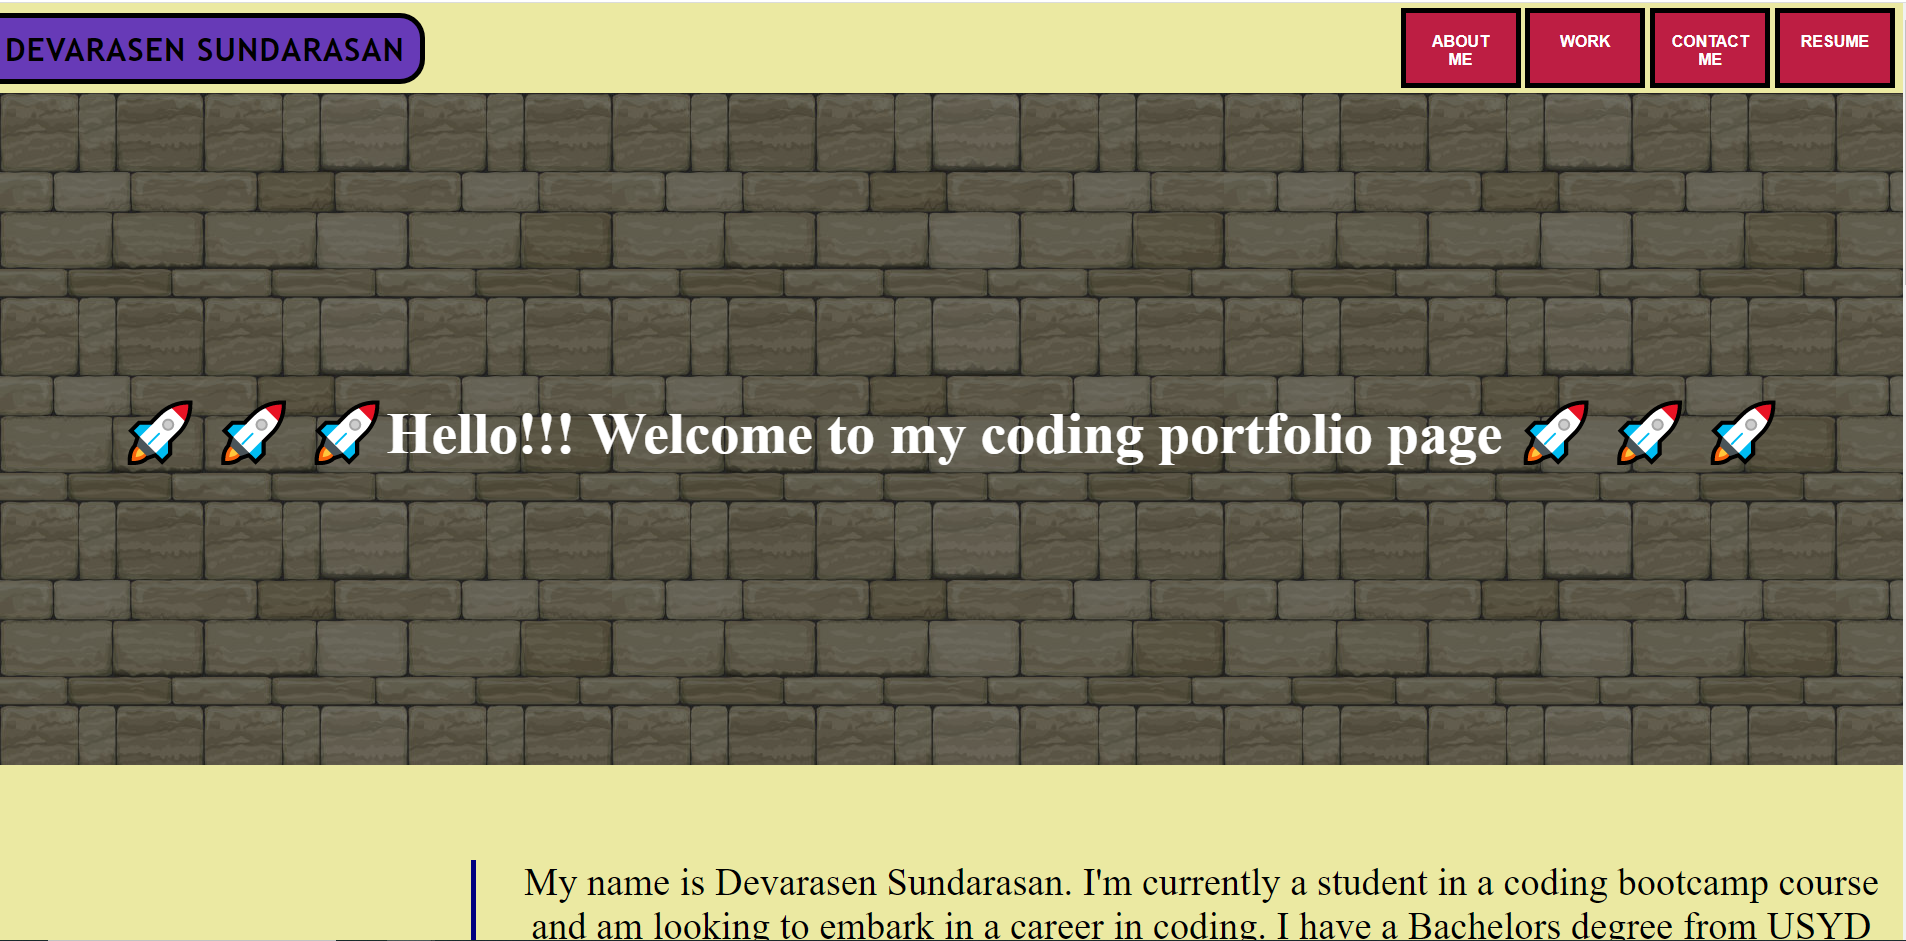 DEVARASEN SUNDARASAN
ABOUT
ME
WORK
CONTACT
ME
RESUME
🚀 🚀 🚀 Hello!!! Welcome to my coding portfolio page 🚀 🚀 🚀
My name is Devarasen Sundarasan. I'm currently a student in a coding bootcamp course
and am looking to embark in a career in coding. I have a Bachelors degree from USYD